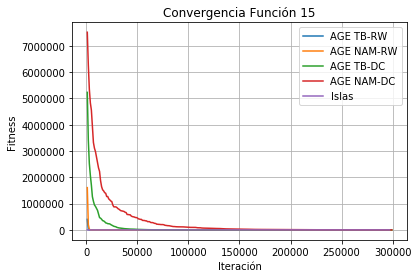 Convergencia Función 15
Fitness
7000000
6000000
5000000
4000000
3000000
2000000
1000000
0
AGE TB-RW
AGE NAM-RW
AGE TB-DC
AGE NAM-DC
Islas
0 50000 100000 150000 200000 250000 300000
Iteración